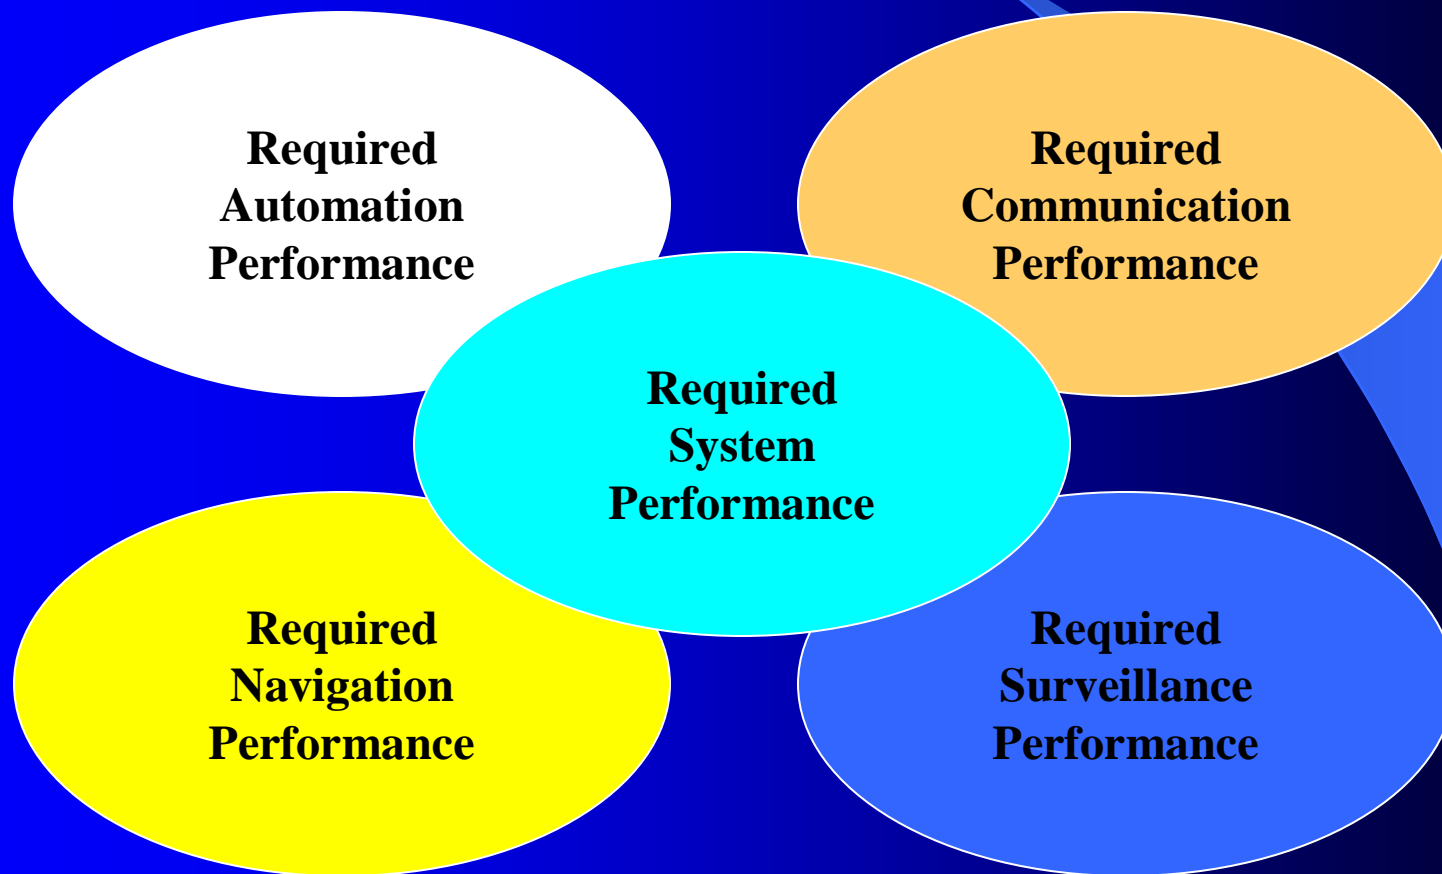 Required
Automation
Performance
Required
Communication
Performance
Required
System
Performance
Required
Navigation
Performance
Required
Surveillance
Performance